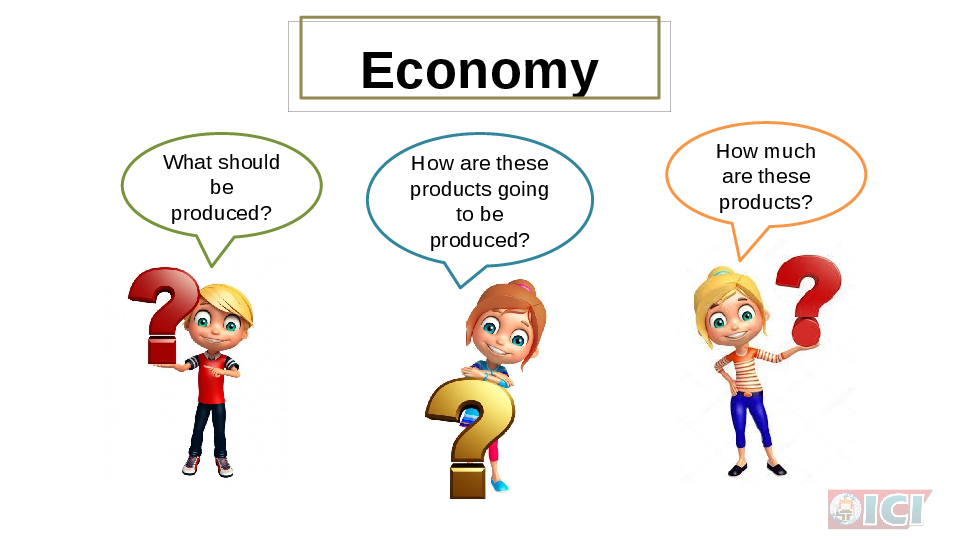 Economy
What should
be
produced?
How are these
products going
to be
produced?
How much
are these
products?
ICI